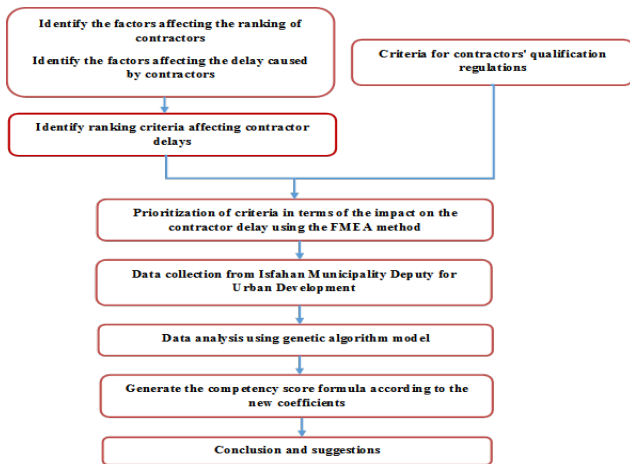 Identify the factors affecting the ranking of
contractors
Identify the factors affecting the delay caused
by contractors
Criteria for contractors' qualification
regulations
Identify ranking criteria affecting contractor
delays
Prioritization of criteria in terms of the impact on the
contractor delay using the FMEA method
Data collection from Isfahan Municipality Deputy for
Urban Development
Data analysis using genetic algorithm model
Generate the competency score formula according to the
new coefficients
Conclusion and suggestions